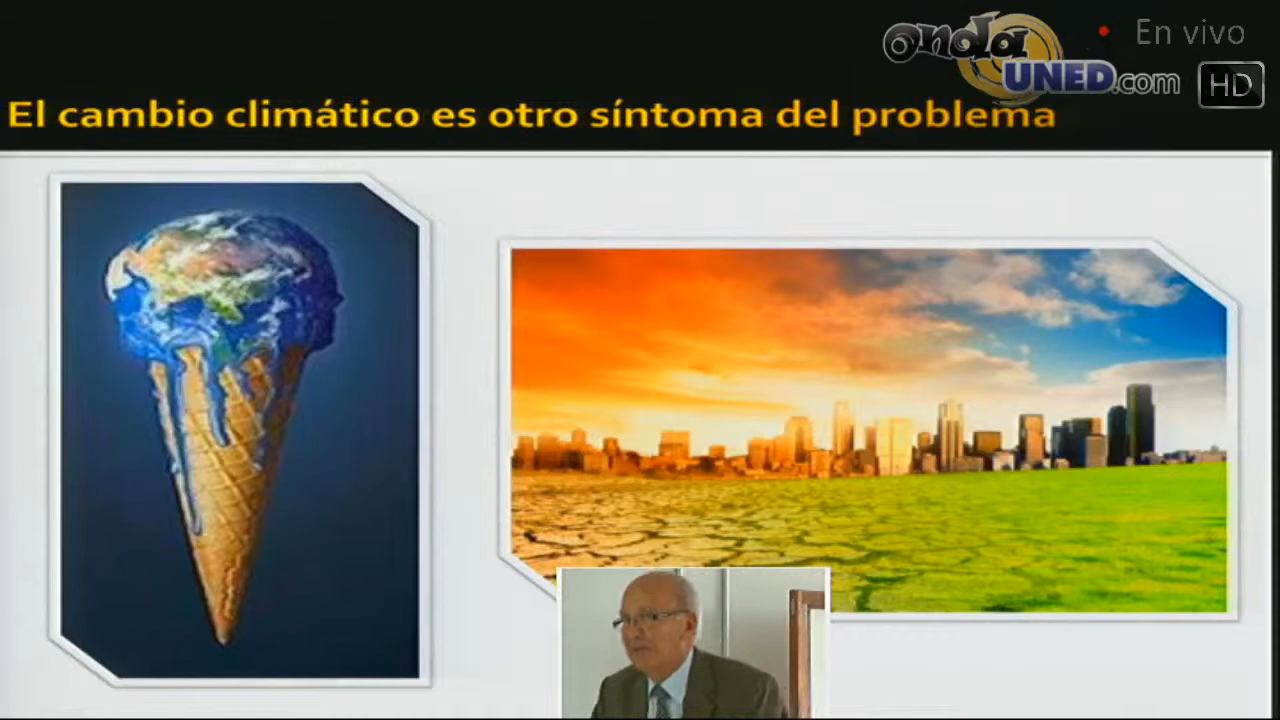 onda
UNED.com
En vivo
HD
El cambio climático es otro síntoma del problema